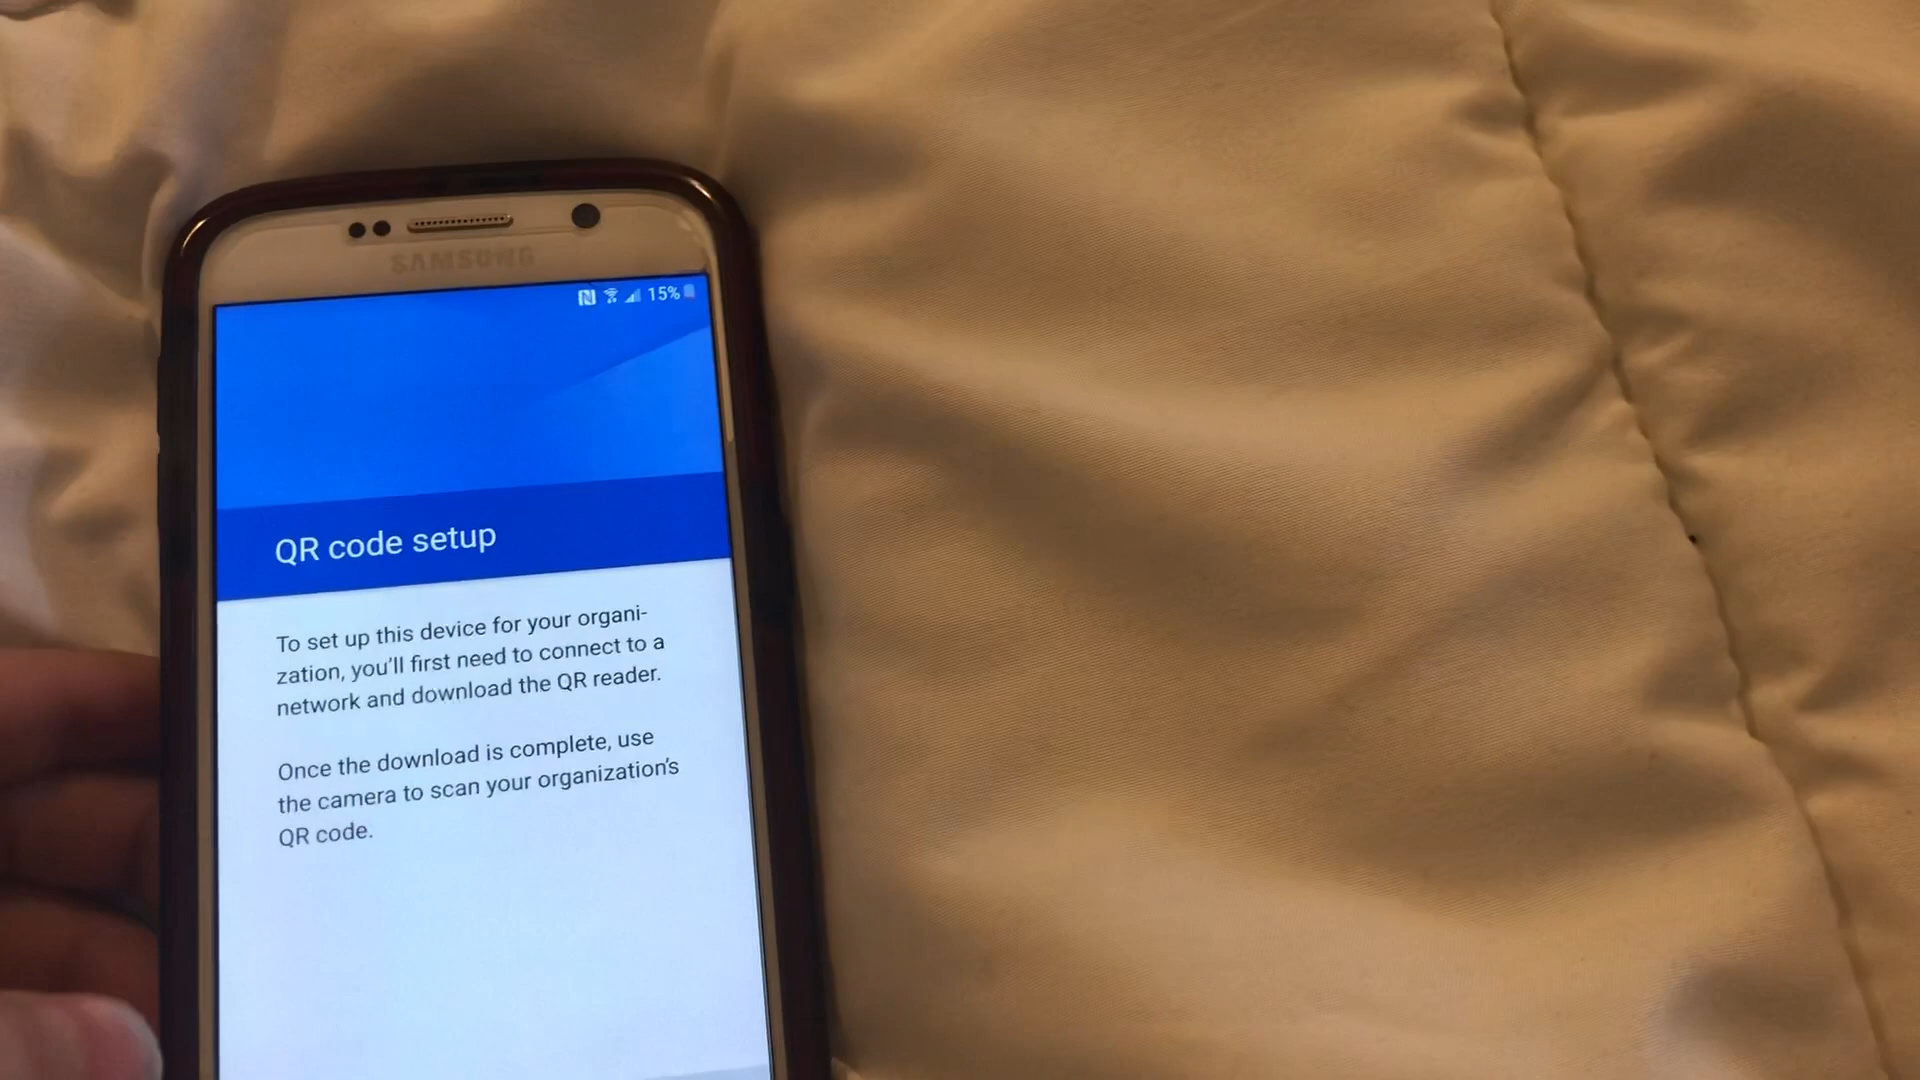 SAMSUNG
15%
QR code setup
To set up this device for your organi-
zation, you'll first need to connect to a
network and download the QR reader.
Once the download is complete, use
the camera to scan your organization's
QR code.